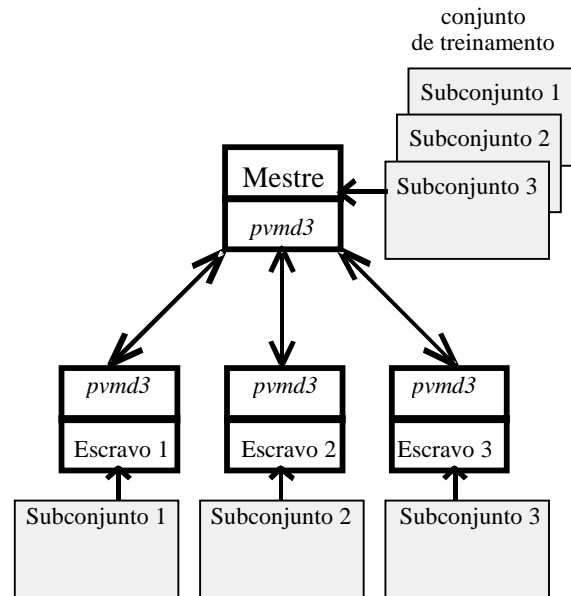 conjunto
de treinamento
Subconjunto 1
Subconjunto 2
Subconjunto 3
Mestre
pvmd3
pvmd3
pvmd3
pvmd3
Escravo 1
Escravo 2
Escravo 3
Subconjunto 1
Subconjunto 2
Subconjunto 3